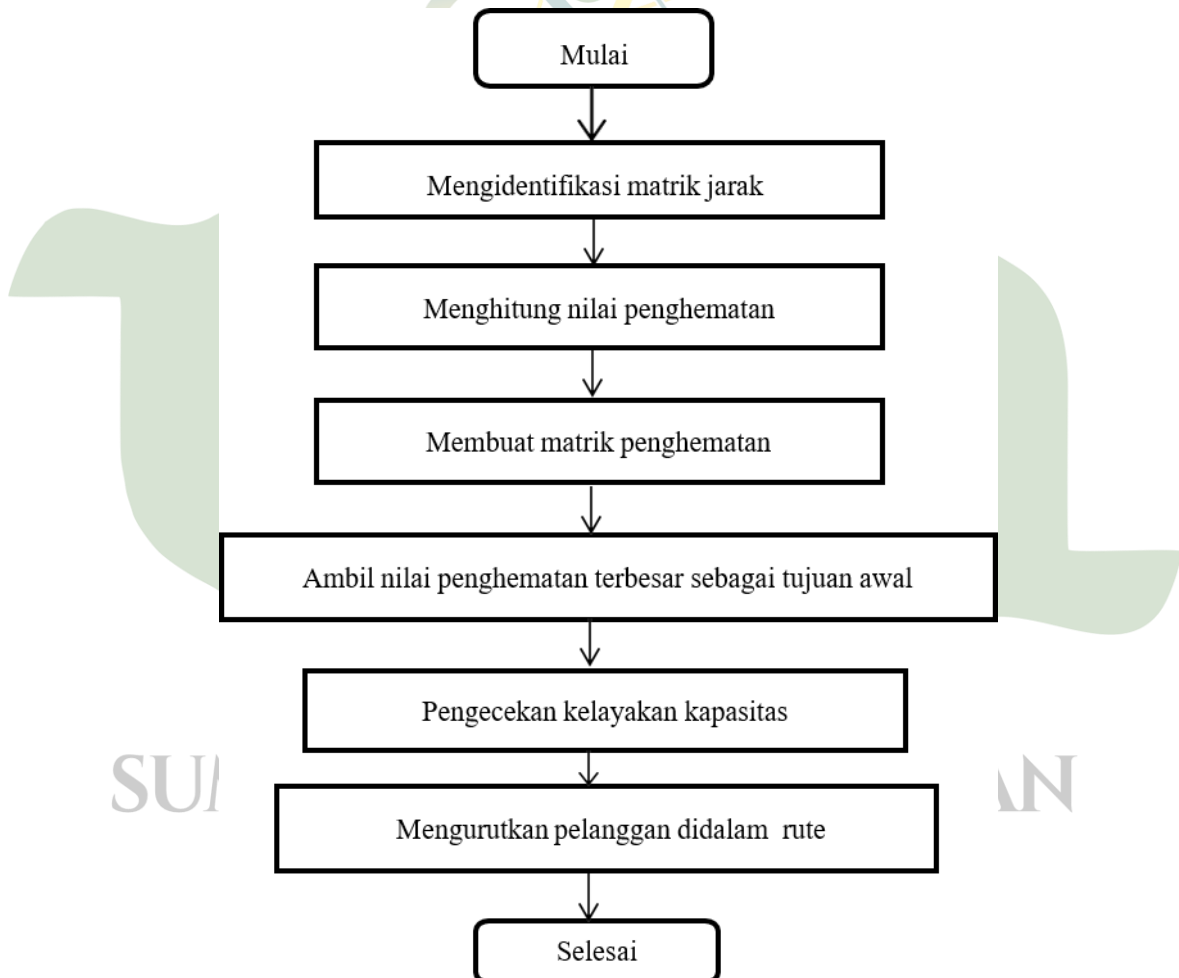 Mulai
Mengidentifikasi matrik jarak
Menghitung nilai penghematan
Membuat matrik penghematan
Ambil nilai penghematan terbesar sebagai tujuan awal
Pengecekan kelayakan kapasitas
Mengurutkan pelanggan didalam rute
Selesai